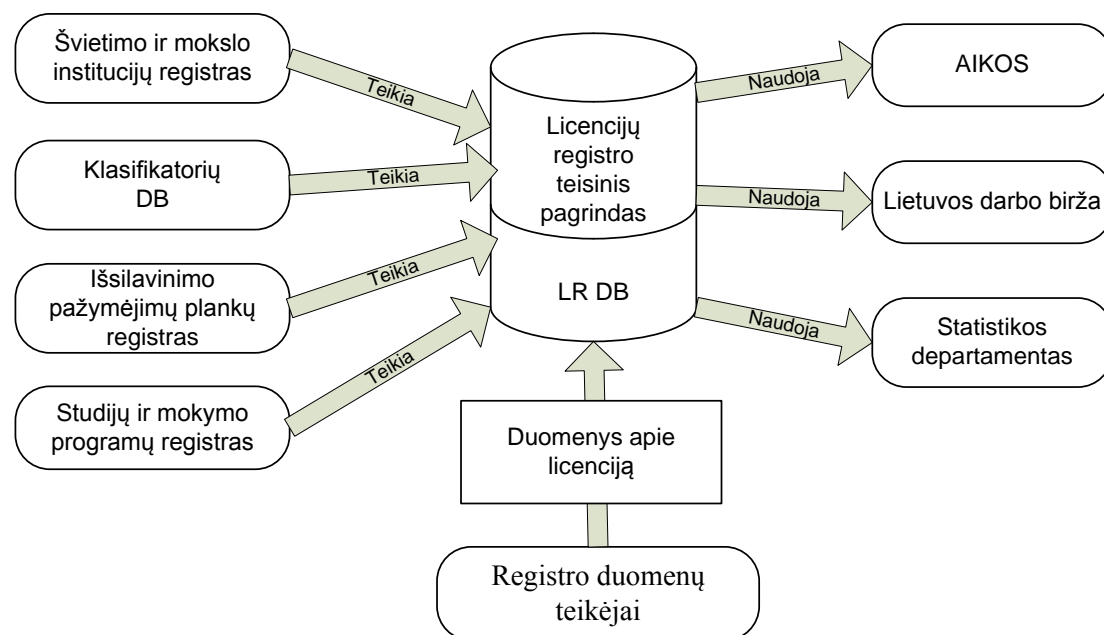 Švietimo ir mokslo
institucijų registras
Teikia
Klasifikatorių
DB
Teikia
Išsilavinimo
pažymėjimų plankų
registras
Teikia
Studijų ir mokymo
programų registras
Teikia
Licencijų
registro
teisinis
pagrindas
LR DB
Naudoja
AIKOS
Naudoja
Lietuvos darbo birža
Naudoja
Statistikos
departamentas
Duomenys apie
licenciją
Registro duomenų
teikėjai